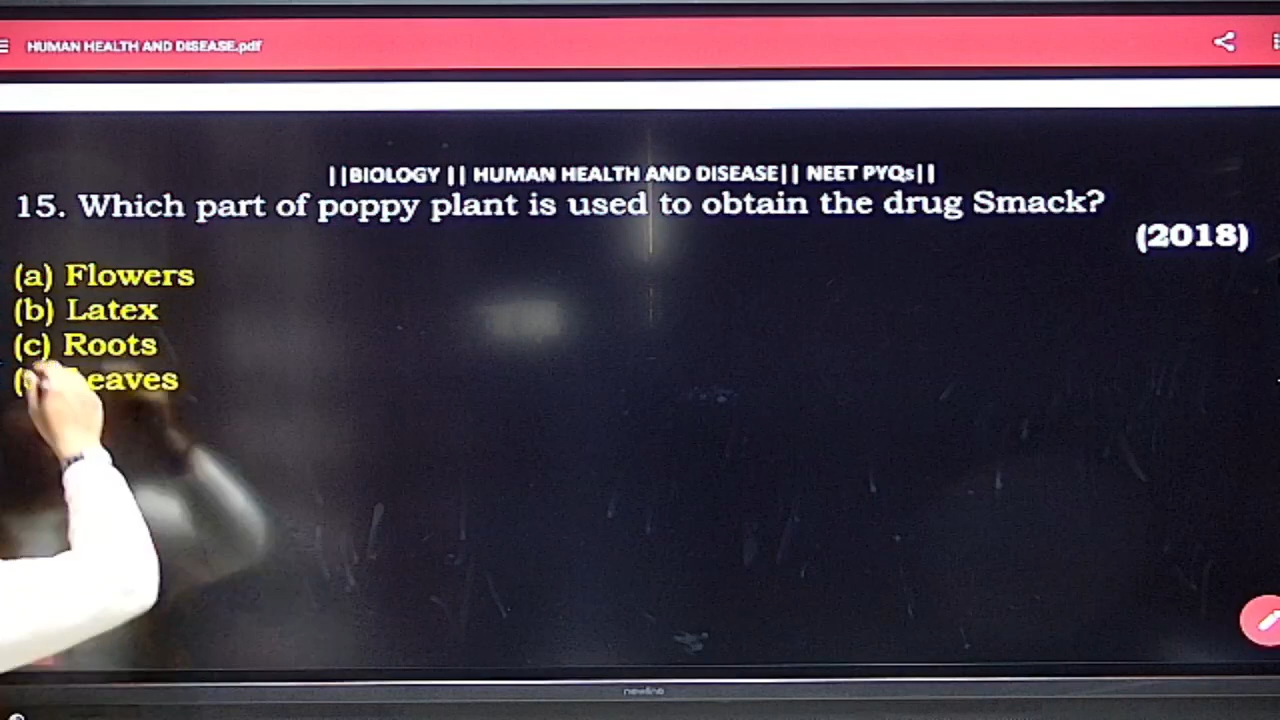 HUMAN HEALTH AND DISEASE.pdf
||BIOLOGY || HUMAN HEALTH AND DISEASE|| NEET PYQs||
15. Which part of poppy plant is used to obtain the drug Smack?
(2018)
(a) Flowers
(b) Latex
(c) Roots
eaves
newline